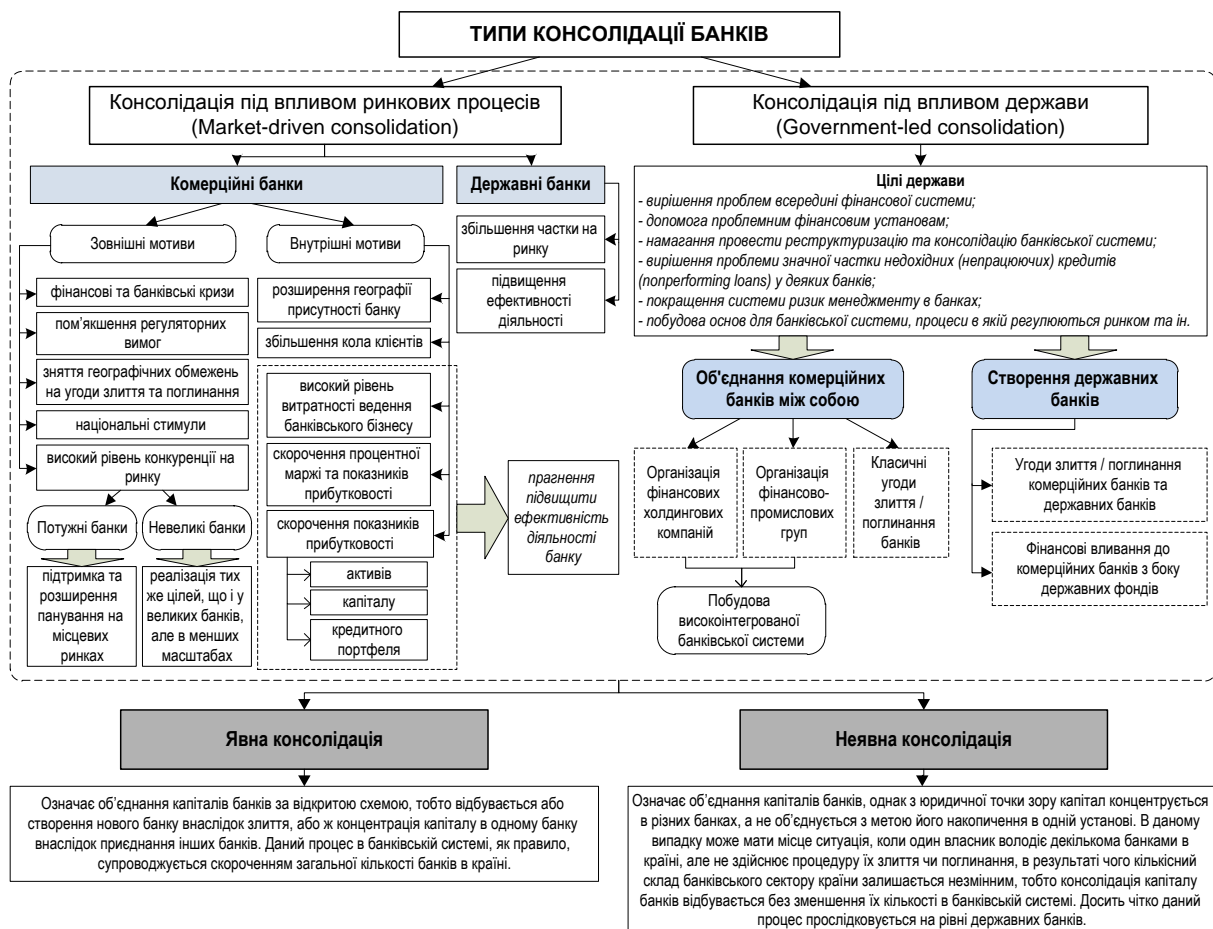 ТИПИ КОНСОЛІДАЦІЇ БАНКІВ
Консолідація під впливом ринкових процесів
(Market-driven consolidation)
Комерційні банки
Зовнішні мотиви
фінансові та банківські кризи
пом’якшення регуляторних
вимог
зняття географічних обмежень
на угоди злиття та поглинання
національні стимули
високий рівень конкуренції на
ринку
Потужні банки
підтримка та
розширення
панування на
місцевих
ринках
Невеликі банки
реалізація тих
же цілей, що і у
великих банків,
але в менших
масштабах
Внутрішні мотиви
розширення географії
присутності банку
збільшення кола клієнтів
високий рівень
витратності ведення
банківського бізнесу
скорочення процентної
маржі та показників
прибутковості
скорочення показників
прибутковості
активів
капіталу
кредитного
портфеля
прагнення
підвищити
ефективність
діяльності
банку
Державні банки
збільшення частки на
ринку
підвищення
ефективності
діяльності
Консолідація під впливом держави
(Government-led consolidation)
Цілі держави
- вирішення проблем всередині фінансової системи;
- допомога проблемним фінансовим установам;
- намагання провести реструктуризацію та консолідацію банківської системи;
- вирішення проблеми значної частки недохідних (непрацюючих) кредитів
(nonperforming loans) у деяких банків;
- покращення системи ризик менеджменту в банках;
- побудова основ для банківської системи, процеси в якій регулюються ринком та ін.
Об'єднання комерційних
банків між собою
Організація
фінансових
холдингових
компаній
Організація
фінансово-
промислових
груп
Класичні
угоди
злиття /
поглинання
банків
Побудова
високоінтегрованої
банківської системи
Створення державних
банків
Угоди злиття / поглинання
комерційних банків та
державних банків
Фінансові вливання до
комерційних банків з боку
державних фондів
Явна консолідація
Означає об’єднання капіталів банків за відкритою схемою, тобто відбувається або
створення нового банку внаслідок злиття, або ж концентрація капіталу в одному банку
внаслідок приєднання інших банків. Даний процес в банківській системі, як правило,
супроводжується скороченням загальної кількості банків в країні.
Неявна консолідація
Означає об’єднання капіталів банків, однак з юридичної точки зору капітал концентрується
в різних банках, а не об’єднується з метою його накопичення в одній установі. В даному
випадку може мати місце ситуація, коли один власник володіє декількома банками в
країні, але не здійснює процедуру їх злиття чи поглинання, в результаті чого кількісний
склад банківського сектору країни залишається незмінним, тобто консолідація капіталу
банків відбувається без зменшення їх кількості в банківській системі. Досить чітко даний
процес прослідковується на рівні державних банків.